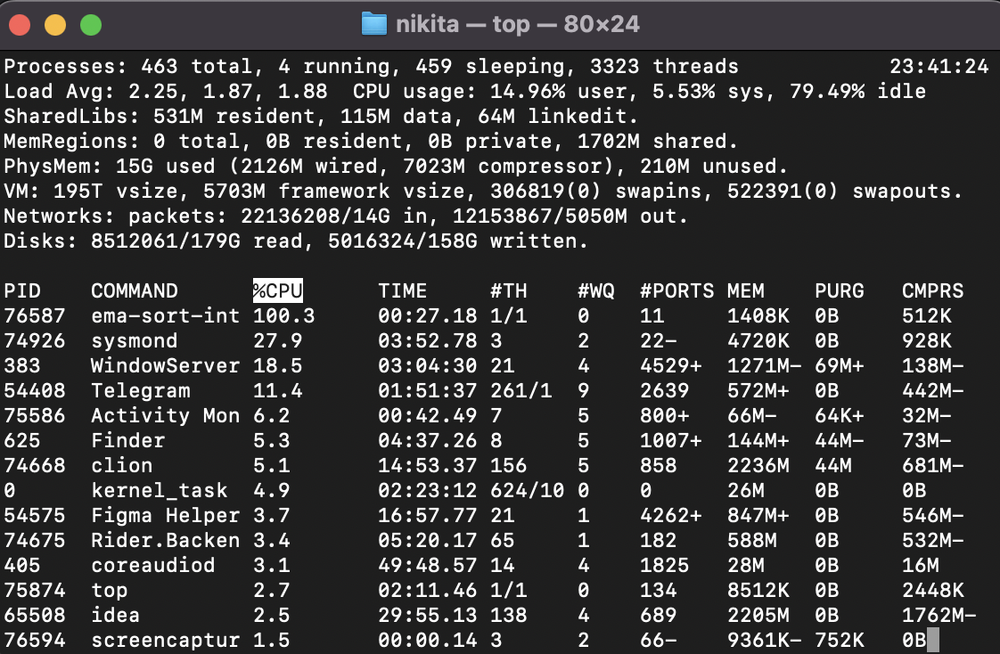 nikita — top — 80×24
Processes: 463 total, 4 running, 459 sleeping, 3323 threads 23:41:24
Load Avg: 2.25, 1.87, 1.88  CPU usage: 14.96% user, 5.53% sys, 79.49% idle
SharedLibs: 531M resident, 115M data, 64M linkedit.
MemRegions: 0 total, 0B resident, 0B private, 1702M shared.
PhysMem: 15G used (2126M wired, 7023M compressor), 210M unused.
VM: 195T vsize, 5703M framework vsize, 306819(0) swapins, 522391(0) swapouts.
Networks: packets: 22136208/14G in, 12153867/5050M out.
Disks: 8512061/179G read, 5016324/158G written.
PID COMMAND %CPU TIME #TH #WQ #PORTS MEM PURG CMPRS
76587 ema-sort-int 100.3 00:27.18 1/1 0 11 1408K 0B 512K
74926 sysmond 27.9 03:52.78 3 2 22- 4720K 0B 928K
383 WindowServer 18.5 03:04:30 21 4 4529+ 1271M- 69M+ 138M-
54408 Telegram 11.4 01:51:37 261/1 9 2639 572M+ 0B 442M-
75586 Activity Mon 6.2 00:42.49 7 5 800+ 66M- 64K+ 32M-
625 Finder 5.3 04:37.26 8 5 1007+ 144M+ 44M- 73M-
74668 clion 5.1 14:53.37 156 5 858 2236M 44M 681M-
0 kernel_task 4.9 02:23:12 624/10 0 0 26M 0B 0B
54575 Figma Helper 3.7 16:57.77 21 1 4262+ 847M+ 0B 546M-
74675 Rider.Backen 3.4 05:20.17 65 1 182 588M 0B 532M-
405 coreaudiod 3.1 49:48.57 14 4 1825 28M 0B 16M
75874 top 2.7 02:11.46 1/1 0 134 8512K 0B 2448K
65508 idea 2.5 29:55.13 138 4 689 2205M 0B 1762M-
76594 screencaptur 1.5 00:00.14 3 2 66- 9361K- 752K 0B